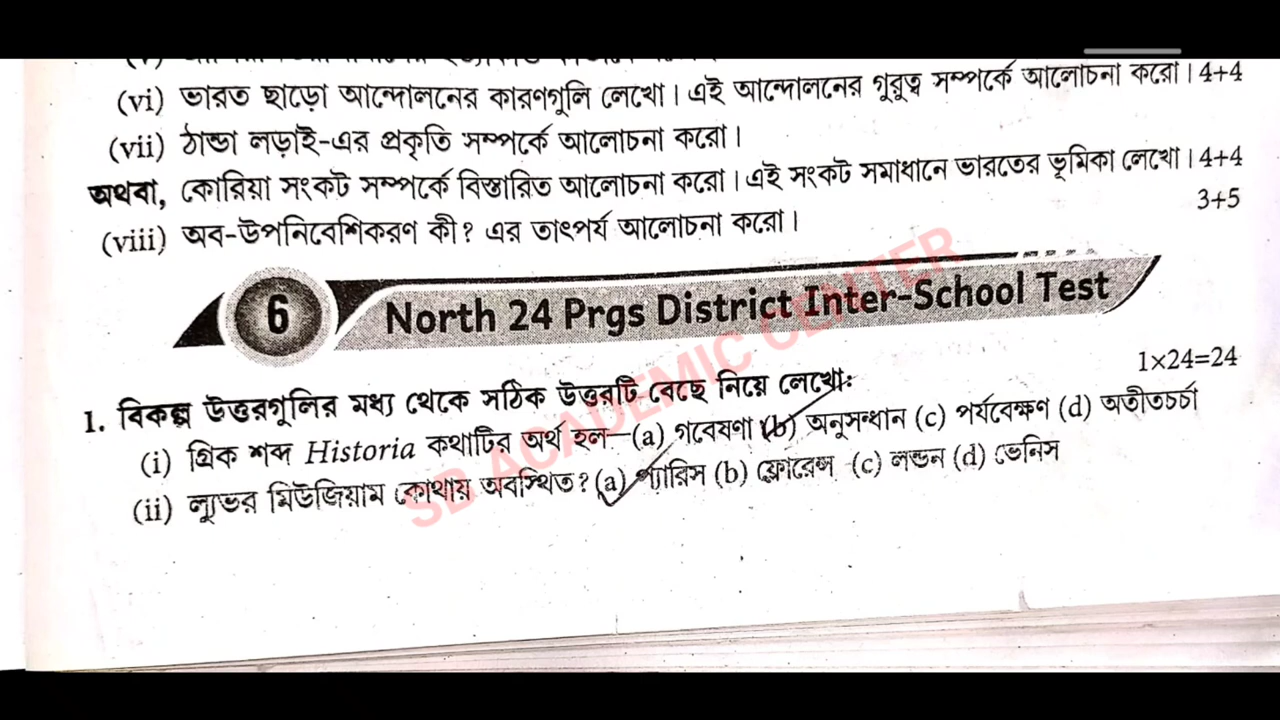 (vi) ভারত ছাড়ো আন্দোলনের কারণগুলি লেখো। এই আন্দোলনের গুরুত্ব সম্পর্কে আলোচনা করো। 4+4
(vii) ঠান্ডা লড়াই-এর প্রকৃতি সম্পর্কে আলোচনা করো।
অথবা, কোরিয়া সংকট সম্পর্কে বিস্তারিত আলোচনা করো। এই সংকট সমাধানে ভারতের ভূমিকা লেখো। 4+4
(viii) অব-উপনিবেশিকরণ কী? এর তাৎপর্য আলোচনা করো। 3+5
6 North 24 Prgs District Inter-School Test
1. বিকল্প উত্তরগুলির মধ্য থেকে সঠিক উত্তরটি বেছে নিয়ে লেখো: 1×24=24
(i) গ্রিক শব্দ Historia কথাটির অর্থ হল—(a) গবেষণা (b) অনুসন্ধান (c) পর্যবেক্ষণ (d) অতীতচর্চা
(ii) ল্যুভর মিউজিয়াম কোথায় অবস্থিত? (a) প্যারিস (b) ফ্লোরেন্স (c) লন্ডন (d) ভেনিস
SB ACADEMIC CENTER